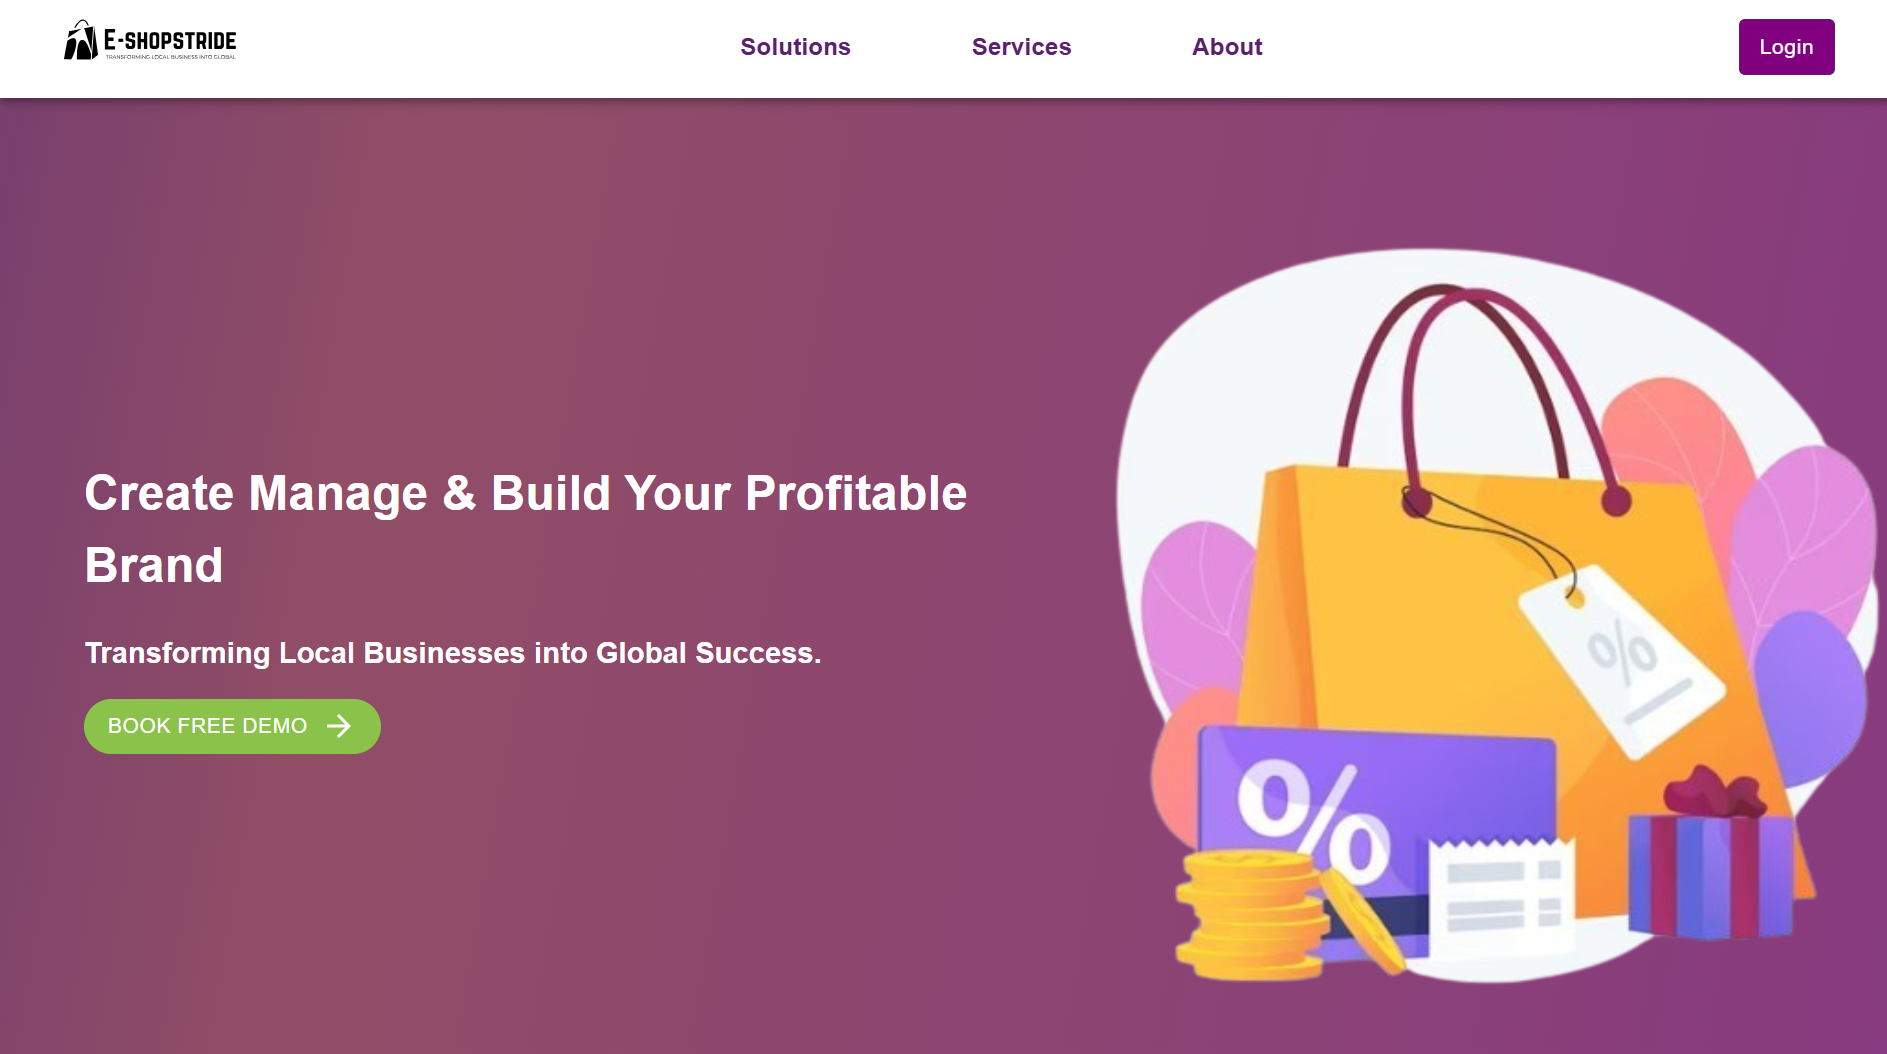 E-SHOPSTRIDE
TRANSFORMING LOCAL BUSINESS INTO GLOBAL
Solutions
Services
About
Login
Create Manage & Build Your Profitable
Brand
Transforming Local Businesses into Global Success.
BOOK FREE DEMO
%
%